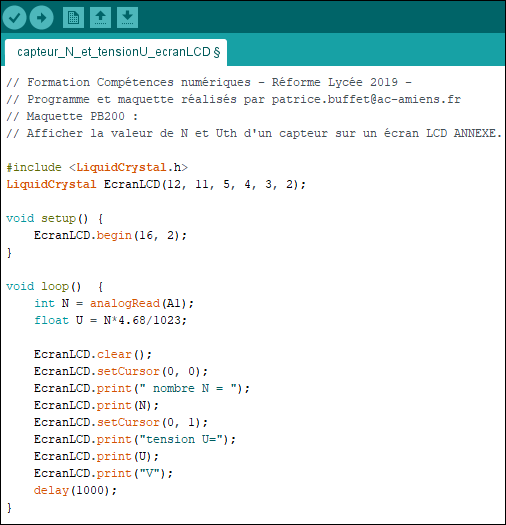 capteur_N_et_tensionU_ecranLCD §
// Formation Compétences numériques - Réforme Lycée 2019 -
// Programme et maquette réalisés par patrice.buffet@ac-amiens.fr
// Maquette PB200 :
// Afficher la valeur de N et Uth d'un capteur sur un écran LCD ANNEXE.
#include <LiquidCrystal.h>
LiquidCrystal EcranLCD(12, 11, 5, 4, 3, 2);
void setup() {
EcranLCD.begin(16, 2);
}
void loop()  {
int N = analogRead(A1);
float U = N*4.68/1023;
EcranLCD.clear();
EcranLCD.setCursor(0, 0);
EcranLCD.print(" nombre N = ");
EcranLCD.print(N);
EcranLCD.setCursor(0, 1);
EcranLCD.print("tension U=");
EcranLCD.print(U);
EcranLCD.print("V");
delay(1000);
}